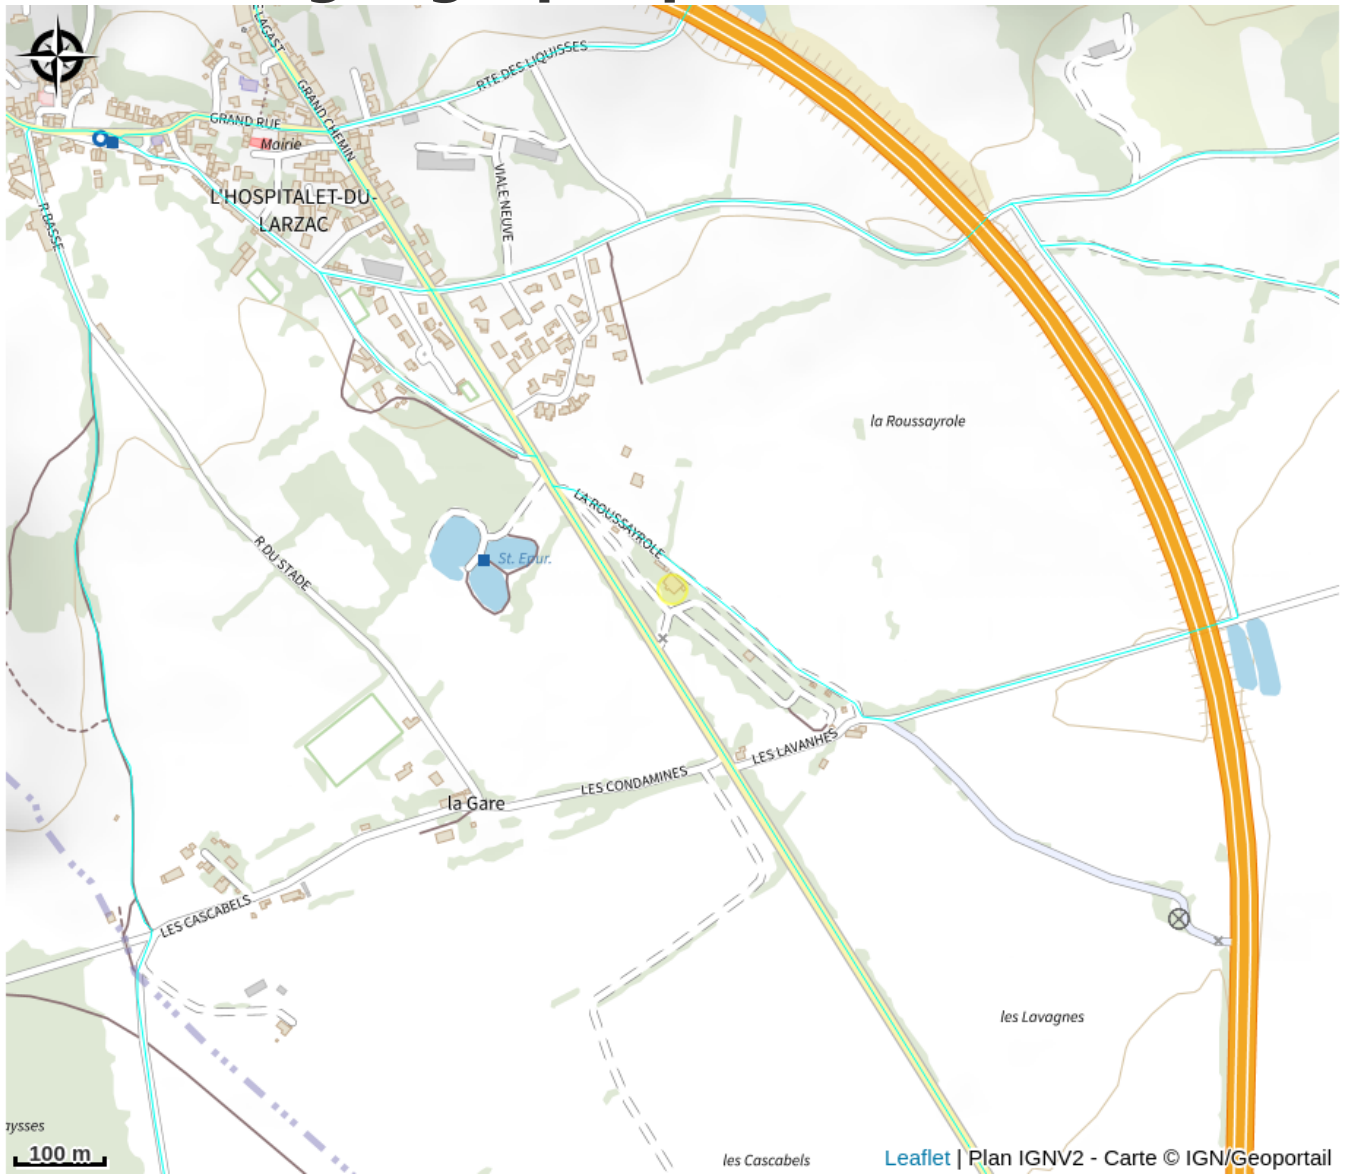 LAGAST
RTE DES LIQUISSES
GRAND CHEMIN
GRAND RUE
Mairie
VIALE NEUVE
L'HOSPITALET-DU-
LARZAC
R BASSE
la Roussayrole
LA ROUSSAYROLE
St. Epur.
R DU STADE
LES LAVANHES
LES CONDAMINES
la Gare
LES CASCABELS
les Lavagnes
aysses
100 m
les Cascabels
Leaflet | Plan IGNV2 - Carte © IGN/Geoportail